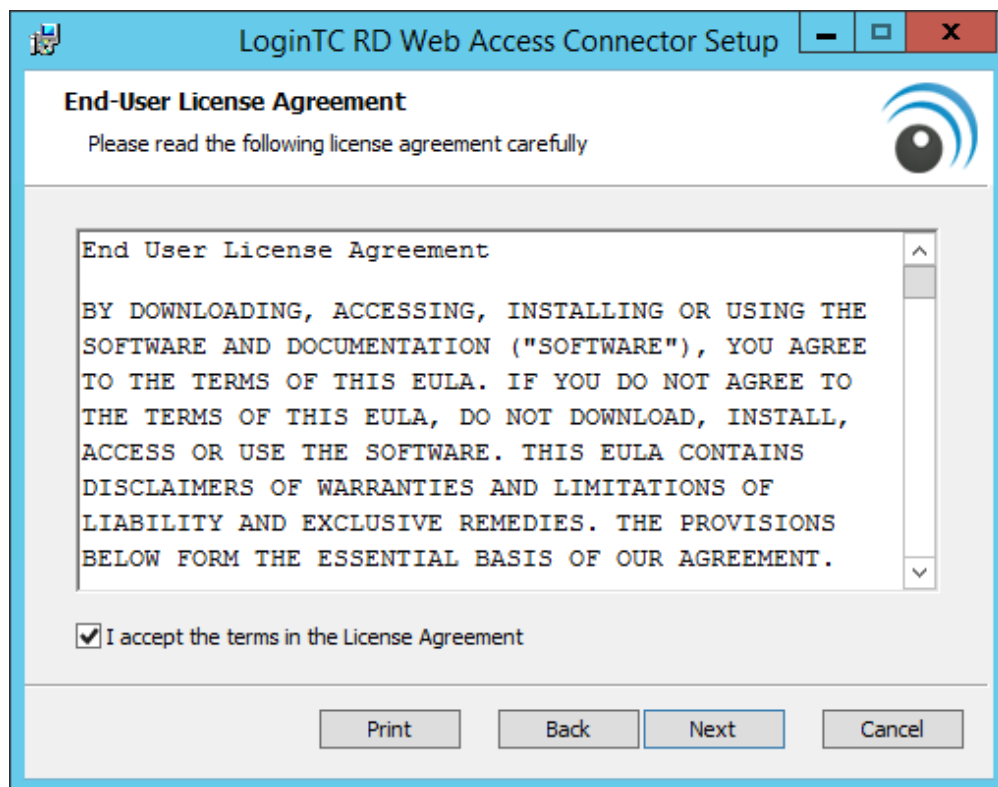 LoginTC RD Web Access Connector Setup
End-User License Agreement
Please read the following license agreement carefully
End User License Agreement
BY DOWNLOADING, ACCESSING, INSTALLING OR USING THE
SOFTWARE AND DOCUMENTATION ("SOFTWARE"), YOU AGREE
TO THE TERMS OF THIS EULA. IF YOU DO NOT AGREE TO
THE TERMS OF THIS EULA, DO NOT DOWNLOAD, INSTALL,
ACCESS OR USE THE SOFTWARE. THIS EULA CONTAINS
DISCLAIMERS OF WARRANTIES AND LIMITATIONS OF
LIABILITY AND EXCLUSIVE REMEDIES. THE PROVISIONS
BELOW FORM THE ESSENTIAL BASIS OF OUR AGREEMENT.
I accept the terms in the License Agreement
Print Back Next Cancel